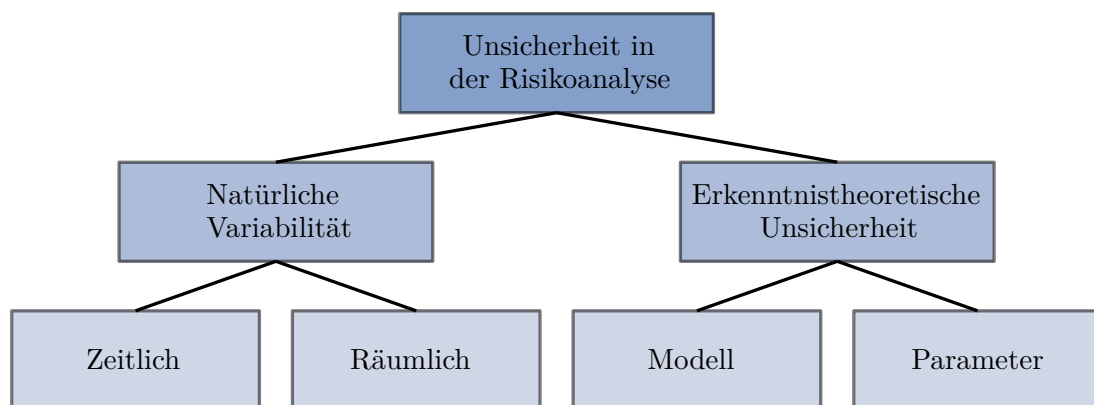 Unsicherheit in
der Risikoanalyse
Natürliche
Variabilität
Erkenntnistheoretische
Unsicherheit
Zeitlich
Räumlich
Modell
Parameter